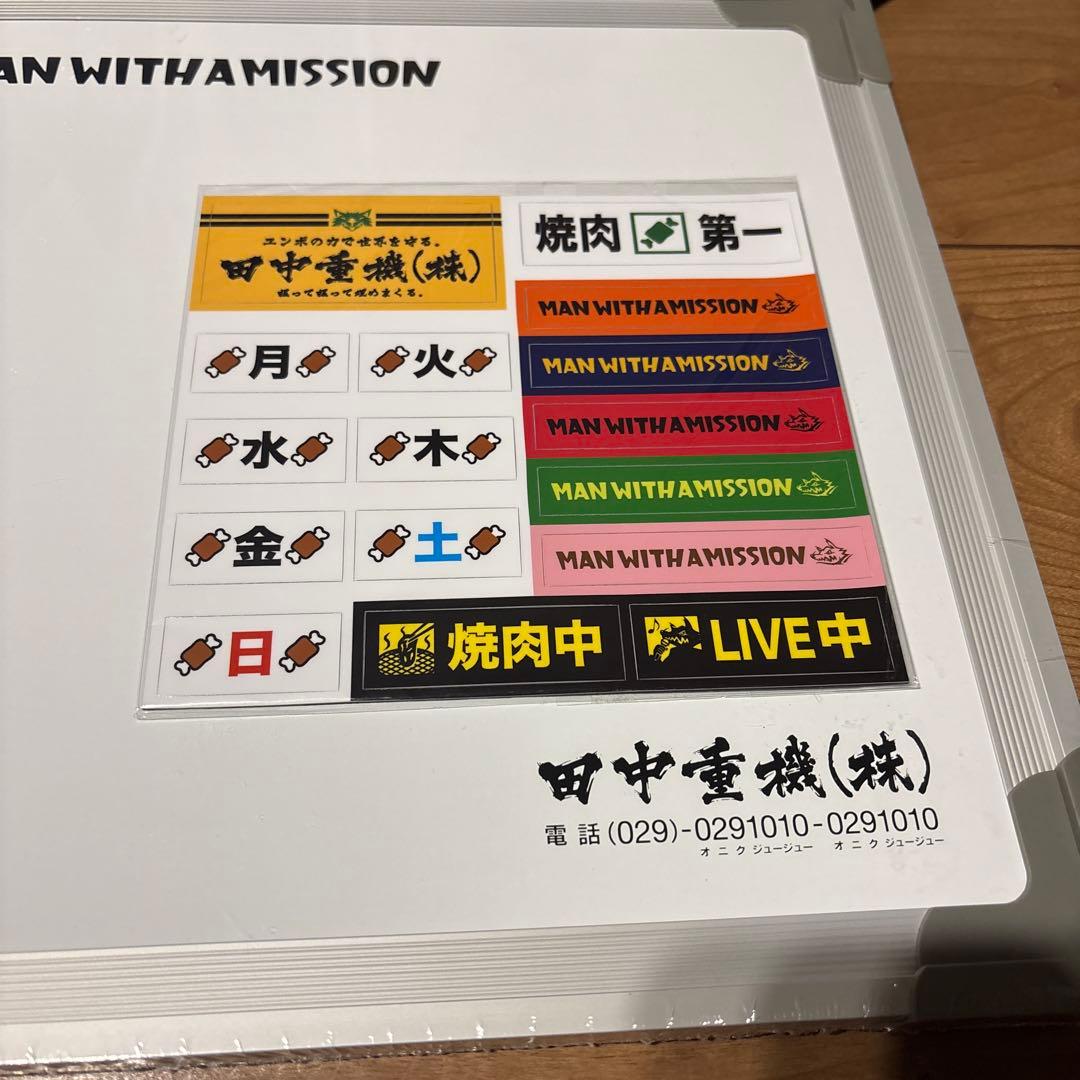 AN WITH A MISSION
ユンボの力で世界を守る。
田中重機(株)
掘って掘って埋めまくる。
焼肉 第一
MAN WITH A MISSION
MAN WITH A MISSION
MAN WITH A MISSION
MAN WITH A MISSION
MAN WITH A MISSION
月 火
水 木
金 土
日
焼肉中
LIVE中
田中重機(株)
電話(029)-0291010-0291010
オニク ジュージュー オニク ジュージュー